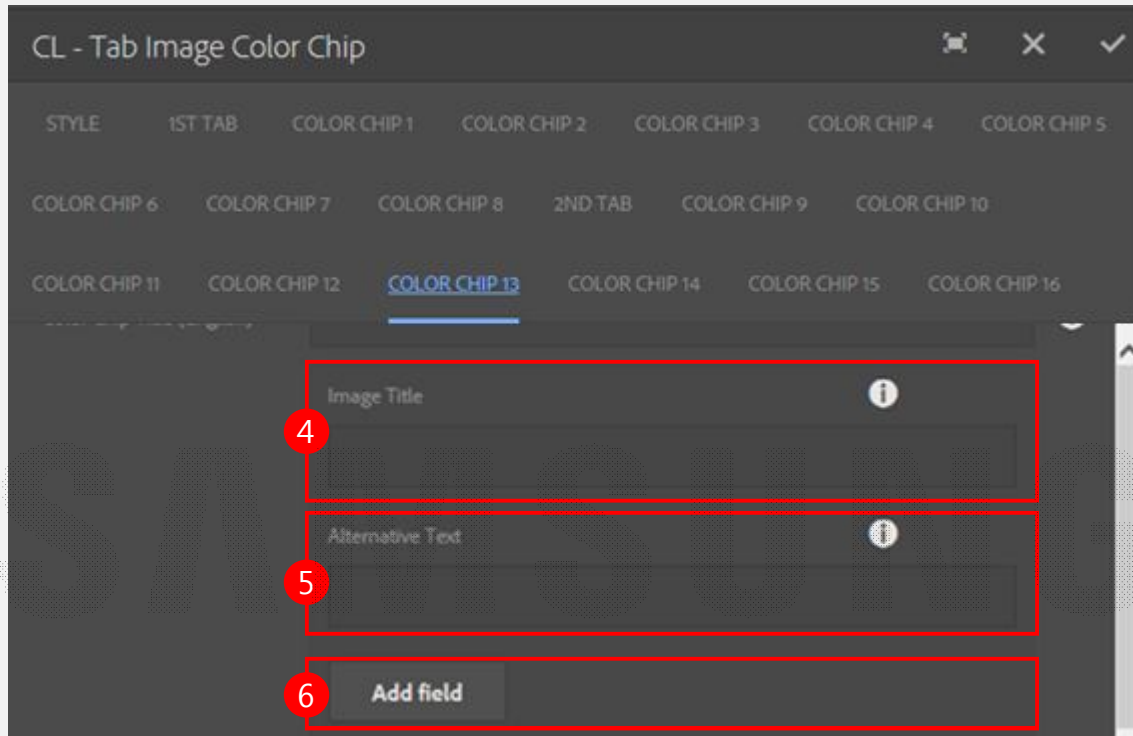 CL - Tab Image Color Chip
STYLE 1ST TAB COLOR CHIP 1 COLOR CHIP 2 COLOR CHIP 3 COLOR CHIP 4 COLOR CHIP 5
COLOR CHIP 6 COLOR CHIP 7 COLOR CHIP 8 2ND TAB COLOR CHIP 9 COLOR CHIP 10
COLOR CHIP 11 COLOR CHIP 12 COLOR CHIP 13 COLOR CHIP 14 COLOR CHIP 15 COLOR CHIP 16
Image Title
4
SAMSUNG
Alternative Text
5
6 Add field